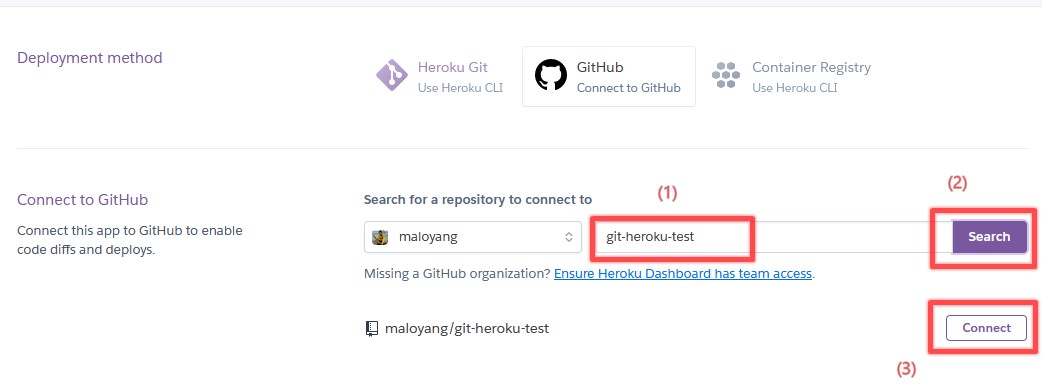 Deployment method
Heroku Git
Use Heroku CLI
GitHub
Connect to GitHub
Container Registry
Use Heroku CLI
Connect to GitHub
Connect this app to GitHub to enable
code diffs and deploys.
Search for a repository to connect to
(1)
(2)
maloyang
git-heroku-test
Search
Missing a GitHub organization? Ensure Heroku Dashboard has team access.
maloyang/git-heroku-test
Connect
(3)